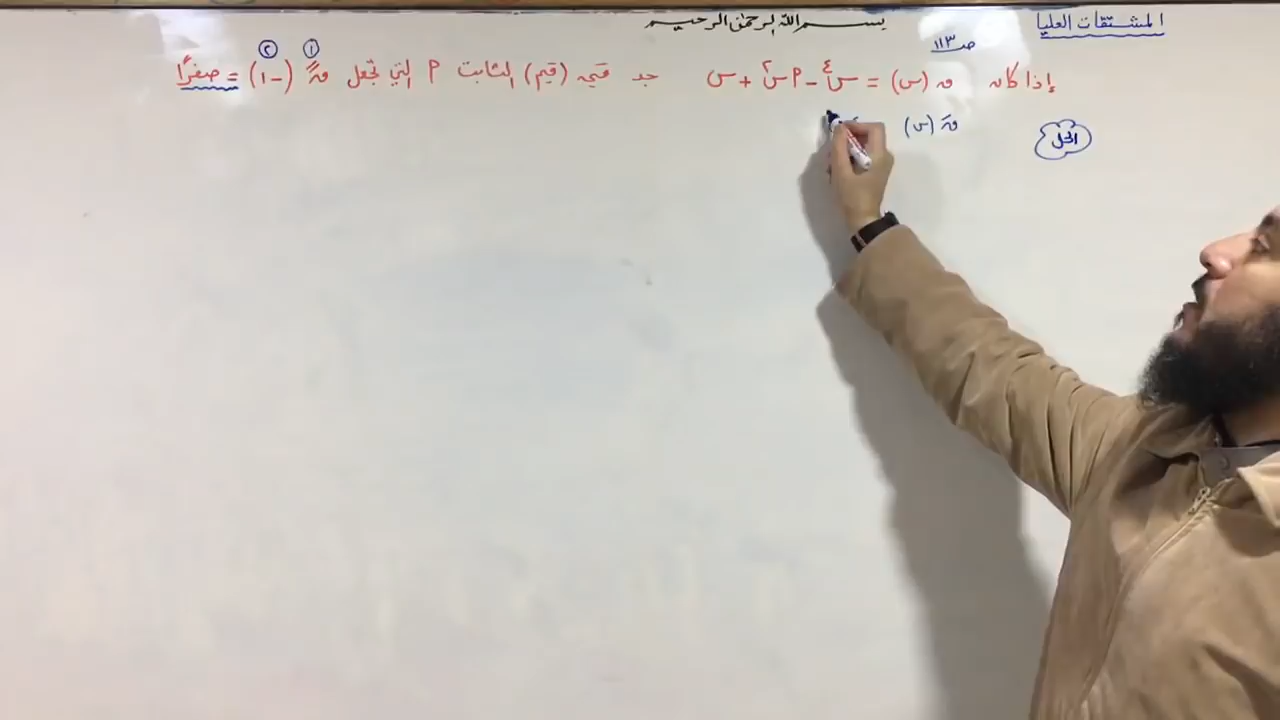 المشتقات العليا
بسم الله الرحمن الرحيم
ص١١٣
إذا كان ق (س) = س⁴ - أ س² + س جد قيم (قيم) الثابت أ التي تجعل قً (-١) = صفرًا
① ②
الحل
قَ (س)